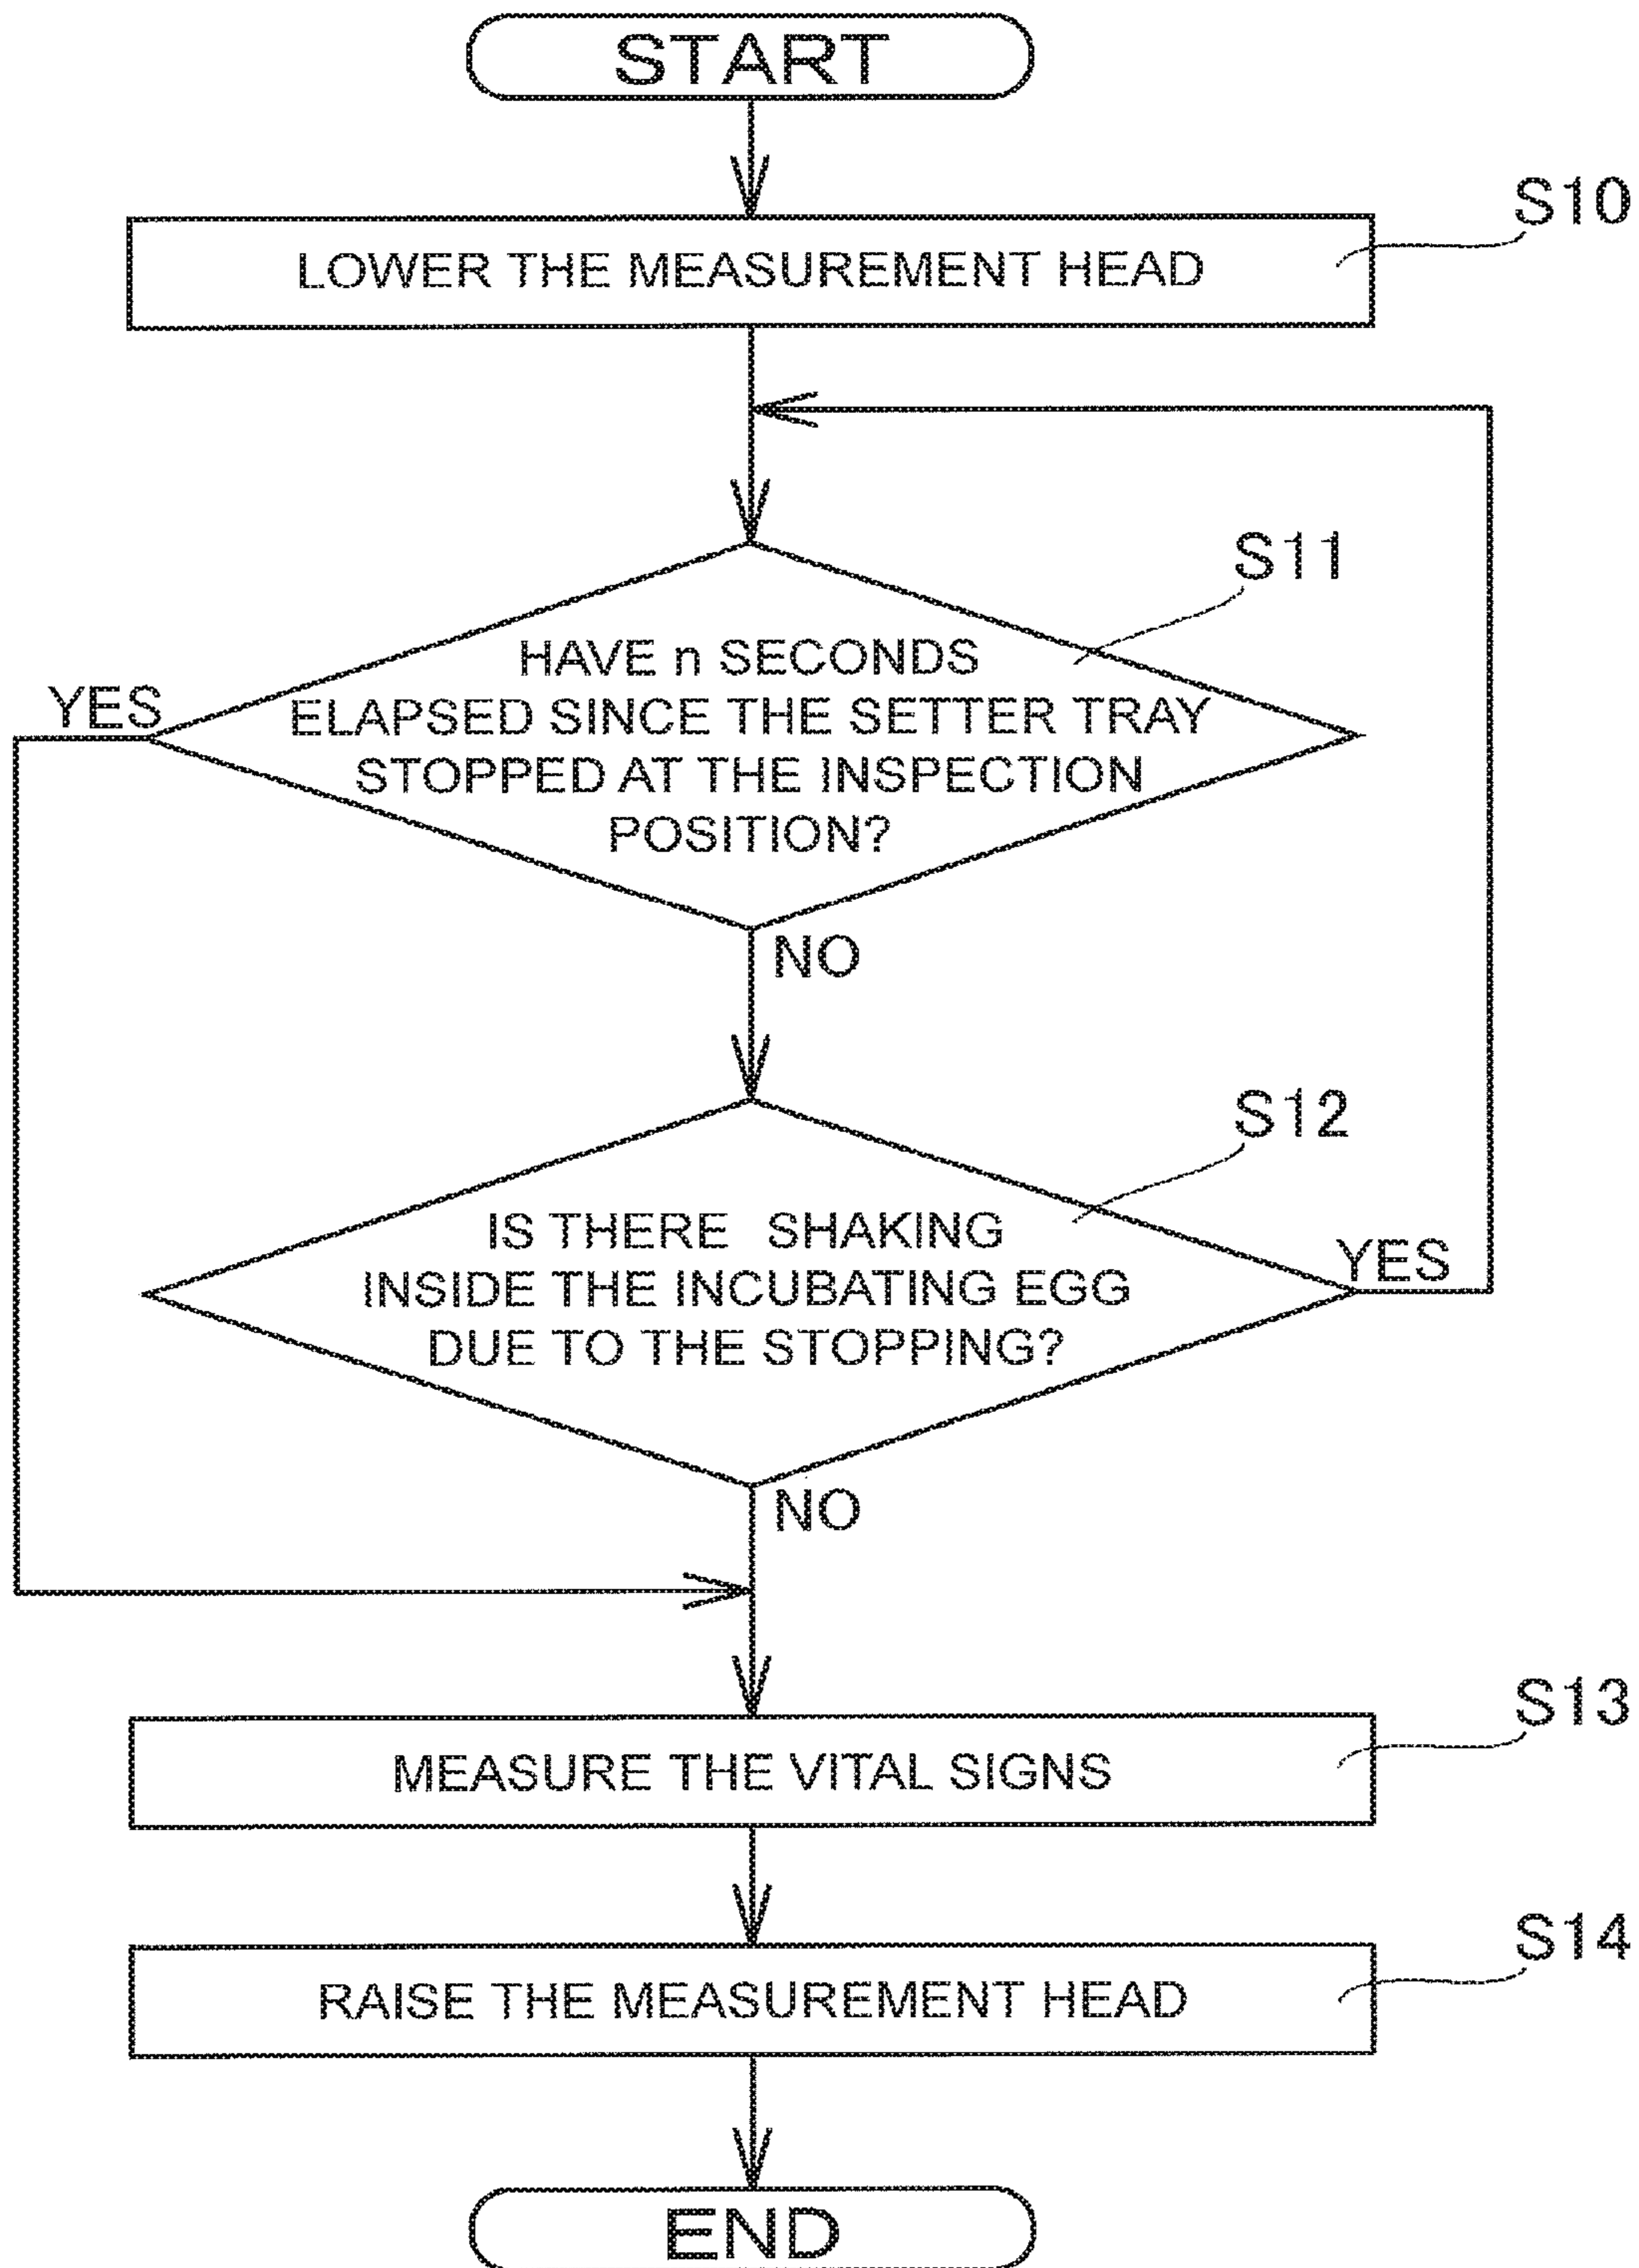 START
S10
LOWER THE MEASUREMENT HEAD
S11
HAVE n SECONDS
YES
ELAPSED SINCE THE SETTER TRAY
STOPPED AT THE INSPECTION
POSITION?
NO
S12
IS THERE SHAKING
YES
INSIDE THE INCUBATING EGG
DUE TO THE STOPPING?
NO
S13
MEASURE THE VITAL SIGNS
S14
RAISE THE MEASUREMENT HEAD
END